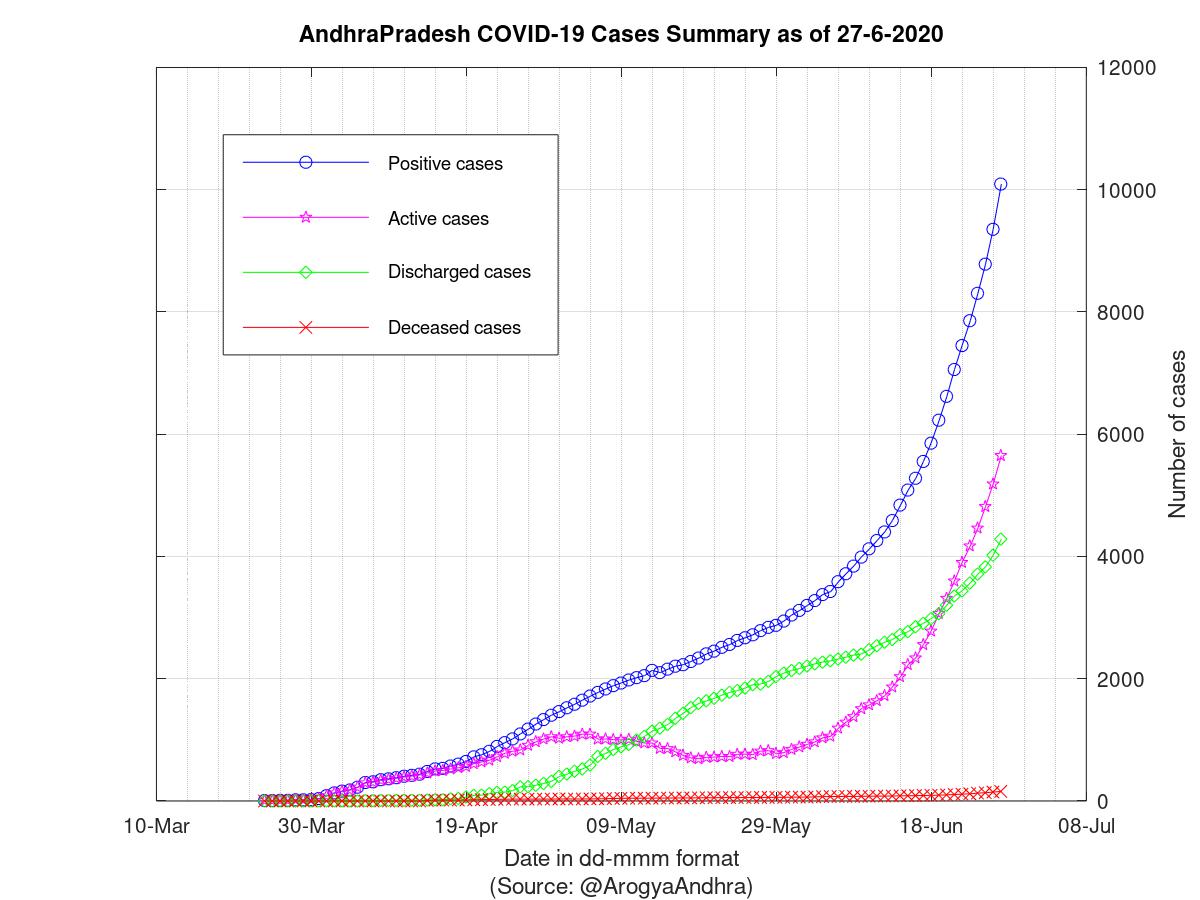 AndhraPradesh COVID-19 Cases Summary as of 27-6-2020
12000
10000
8000
6000
4000
2000
0
Number of cases
Positive cases
Active cases
Discharged cases
Deceased cases
10-Mar 30-Mar 19-Apr 09-May 29-May 18-Jun 08-Jul
Date in dd-mmm format
(Source: @ArogyaAndhra)